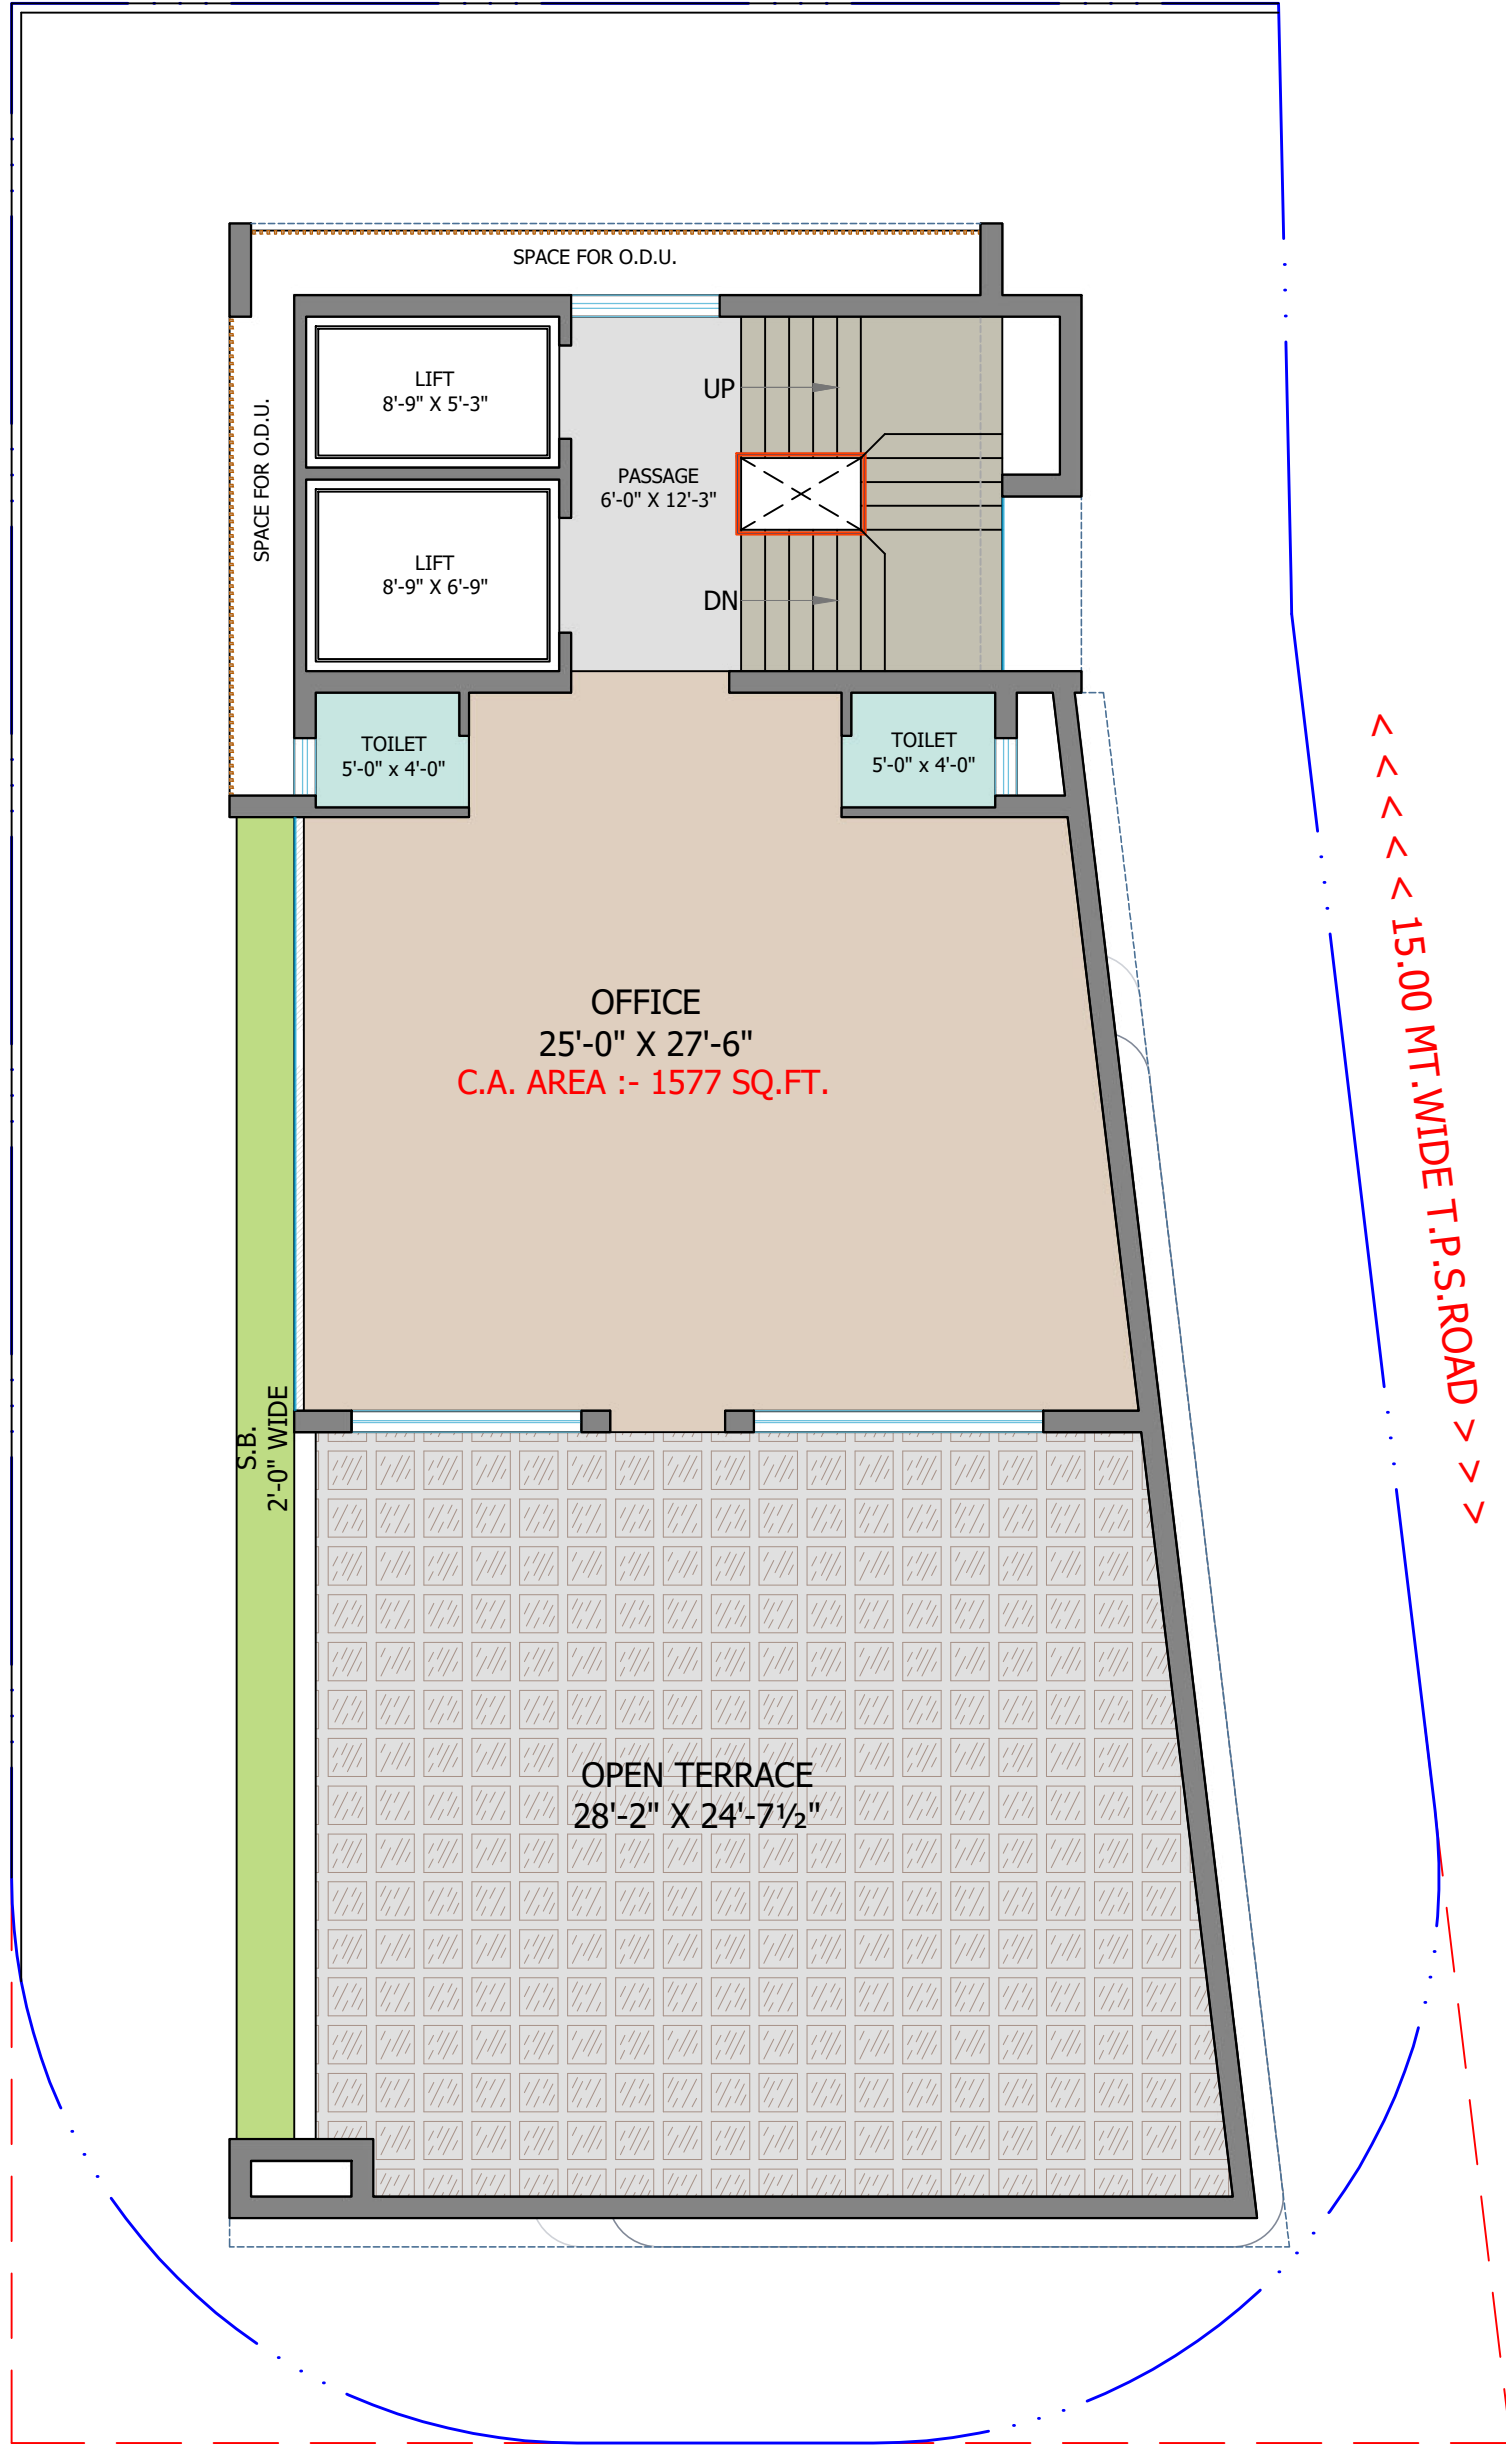 SPACE FOR O.D.U.
SPACE FOR O.D.U.
LIFT
8'-9" X 5'-3"
UP
PASSAGE
6'-0" X 12'-3"
LIFT
8'-9" X 6'-9"
DN
TOILET
5'-0" x 4'-0"
TOILET
5'-0" x 4'-0"
< < < < < 15.00 MT.WIDE T.P.S.ROAD > > >
OFFICE
25'-0" X 27'-6"
C.A. AREA :- 1577 SQ.FT.
S.B.
2'-0" WIDE
OPEN TERRACE
28'-2" X 24'-7½"